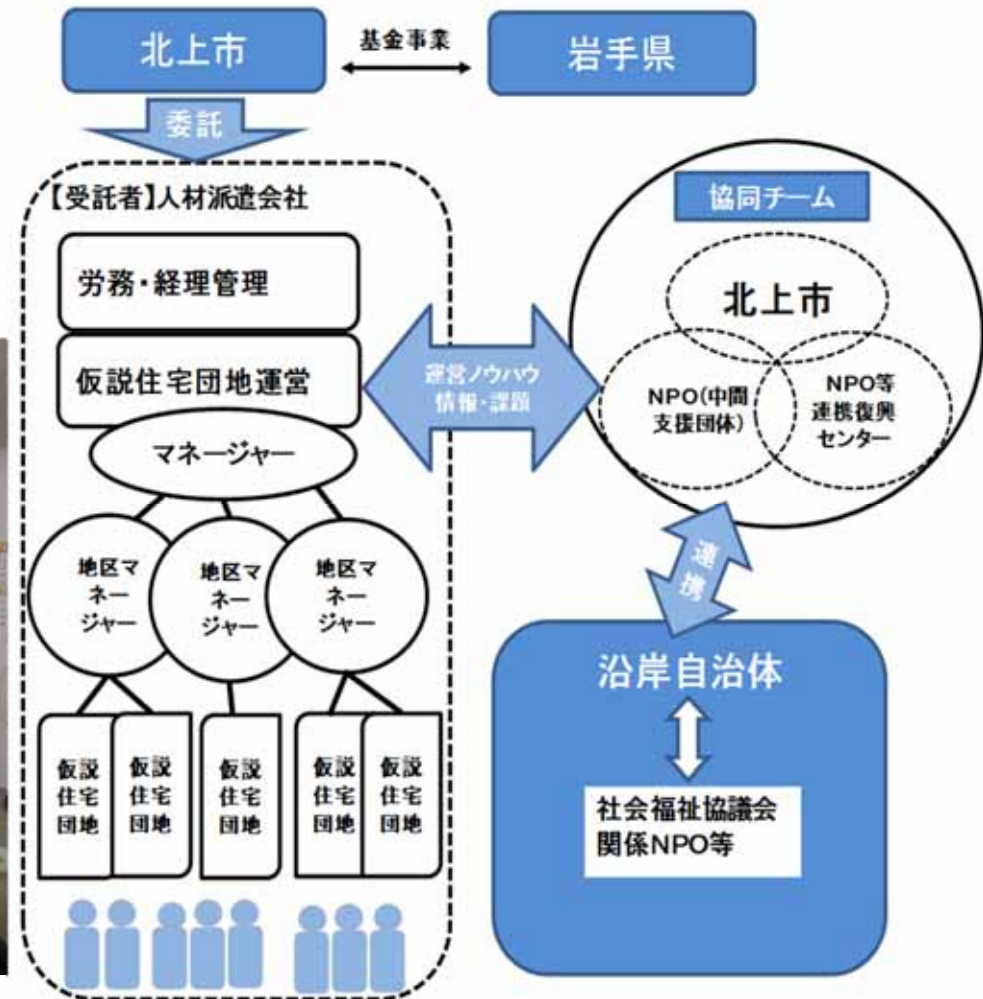 北上市
基金事業
岩手県
委託
【受託者】人材派遣会社
労務・経理管理
仮説住宅団地運営
マネージャー
地区マ
ネー
ジャー
地区マ
ネー
ジャー
地区マ
ネー
ジャー
仮説
住宅
団地
仮説
住宅
団地
仮説
住宅
団地
仮説
住宅
団地
仮説
住宅
団地
運営ノウハウ
情報・課題
協同チーム
北上市
NPO(中間
支援団体)
NPO等
連携復興
センター
連携
沿岸自治体
社会福祉協議会
関係NPO等